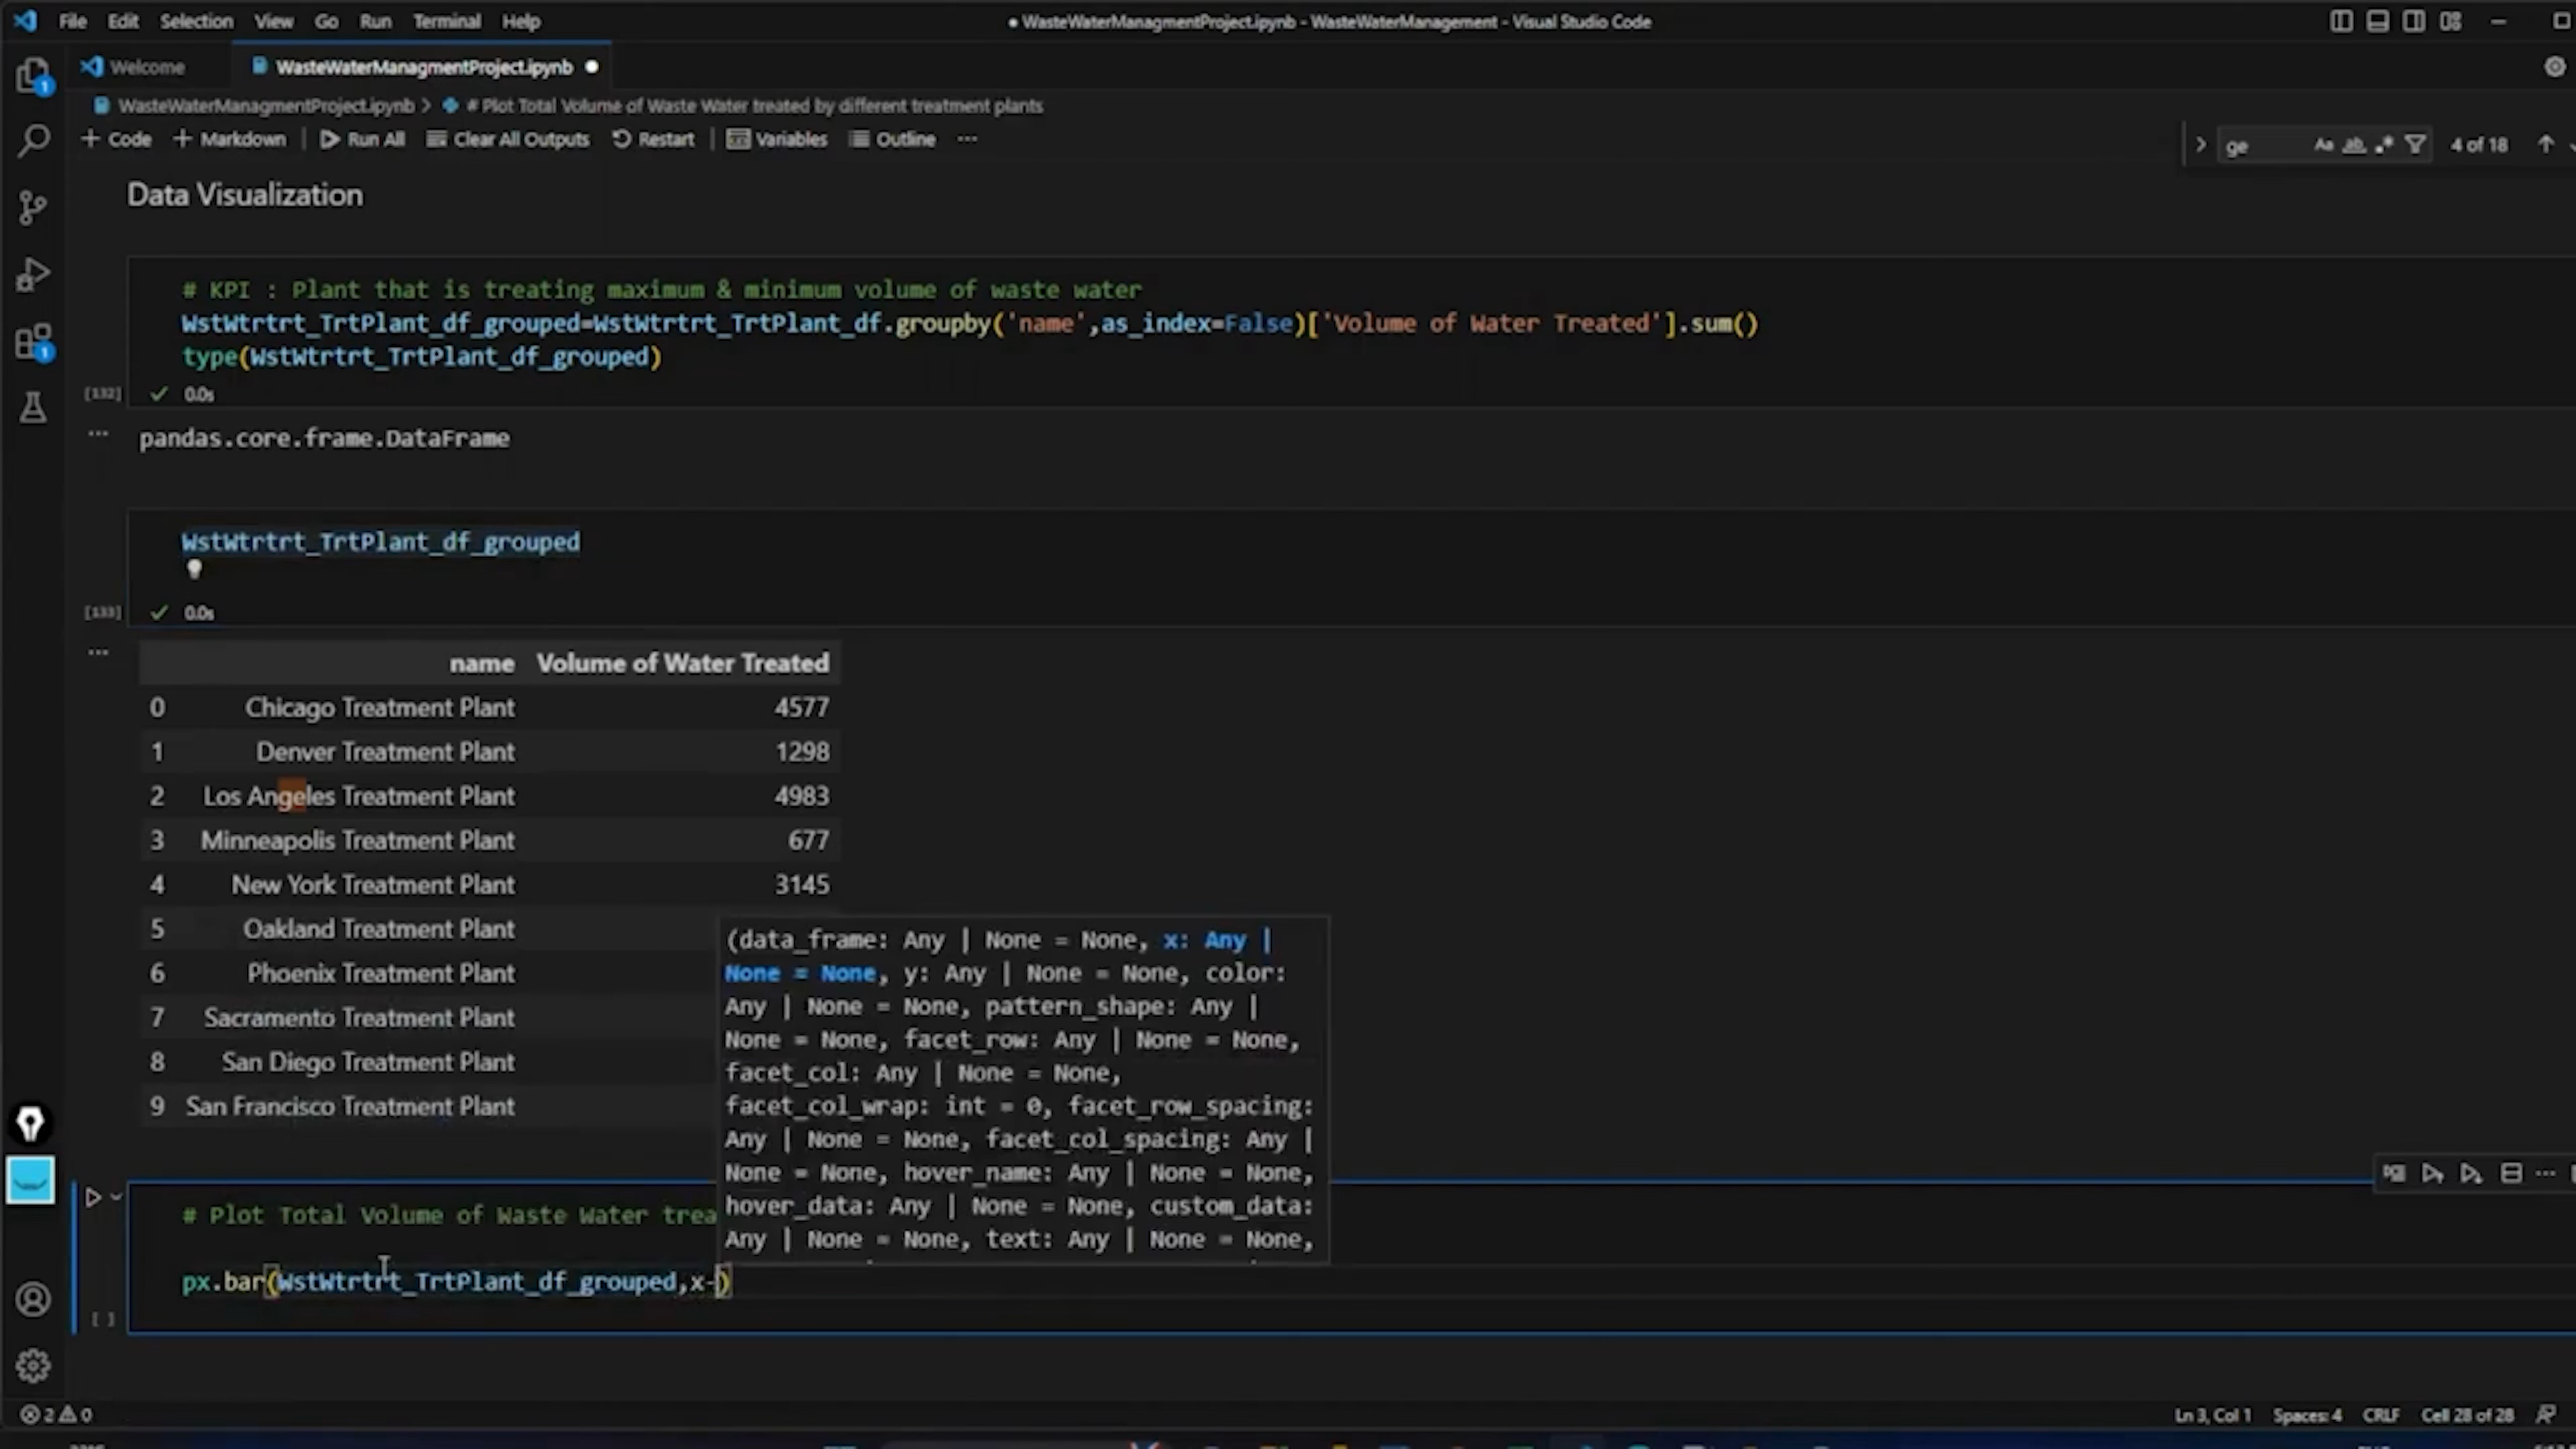 File Edit Selection View Go Run Terminal Help
● WasteWaterManagmentProject.ipynb - WasteWaterManagement - Visual Studio Code
Welcome
WasteWaterManagmentProject.ipynb
WasteWaterManagmentProject.ipynb > # Plot Total Volume of Waste Water treated by different treatment plants
+ Code + Markdown Run All Clear All Outputs Restart Variables Outline ...
> ge Aa ab .* 4 of 18
Data Visualization
# KPI : Plant that is treating maximum & minimum volume of waste water
WstWtrtrt_TrtPlant_df_grouped=WstWtrtrt_TrtPlant_df.groupby('name',as_index=False)['Volume of Water Treated'].sum()
type(WstWtrtrt_TrtPlant_df_grouped)
[132] ✓ 0.0s
... pandas.core.frame.DataFrame
WstWtrtrt_TrtPlant_df_grouped
[133] ✓ 0.0s
...
name Volume of Water Treated
0 Chicago Treatment Plant 4577
1 Denver Treatment Plant 1298
2 Los Angeles Treatment Plant 4983
3 Minneapolis Treatment Plant 677
4 New York Treatment Plant 3145
5 Oakland Treatment Plant
6 Phoenix Treatment Plant
7 Sacramento Treatment Plant
8 San Diego Treatment Plant
9 San Francisco Treatment Plant
(data_frame: Any | None = None, x: Any |
None = None, y: Any | None = None, color:
Any | None = None, pattern_shape: Any |
None = None, facet_row: Any | None = None,
facet_col: Any | None = None,
facet_col_wrap: int = 0, facet_row_spacing:
Any | None = None, facet_col_spacing: Any |
None = None, hover_name: Any | None = None,
hover_data: Any | None = None, custom_data:
Any | None = None, text: Any | None = None,
# Plot Total Volume of Waste Water trea
px.bar(WstWtrtrt_TrtPlant_df_grouped,x-)
[ ]
1
1
2 0
Ln 3, Col 1 Spaces: 4 CRLF Cell 28 of 28